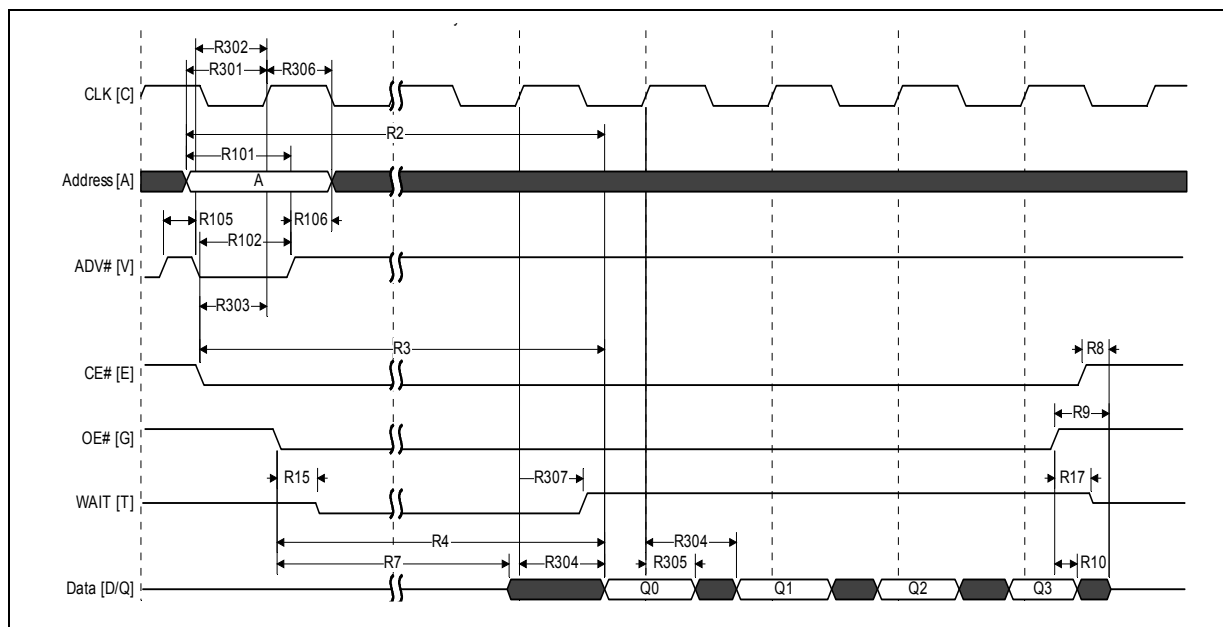 R302
R301 R306
CLK [C]
R2
R101
Address [A]
A
R105 R106
R102
ADV# [V]
R303
R3
R8
CE# [E]
R9
OE# [G]
R15 R307 R17
WAIT [T]
R4 R304
R7 R304 R305 R10
Data [D/Q]
Q0 Q1 Q2 Q3